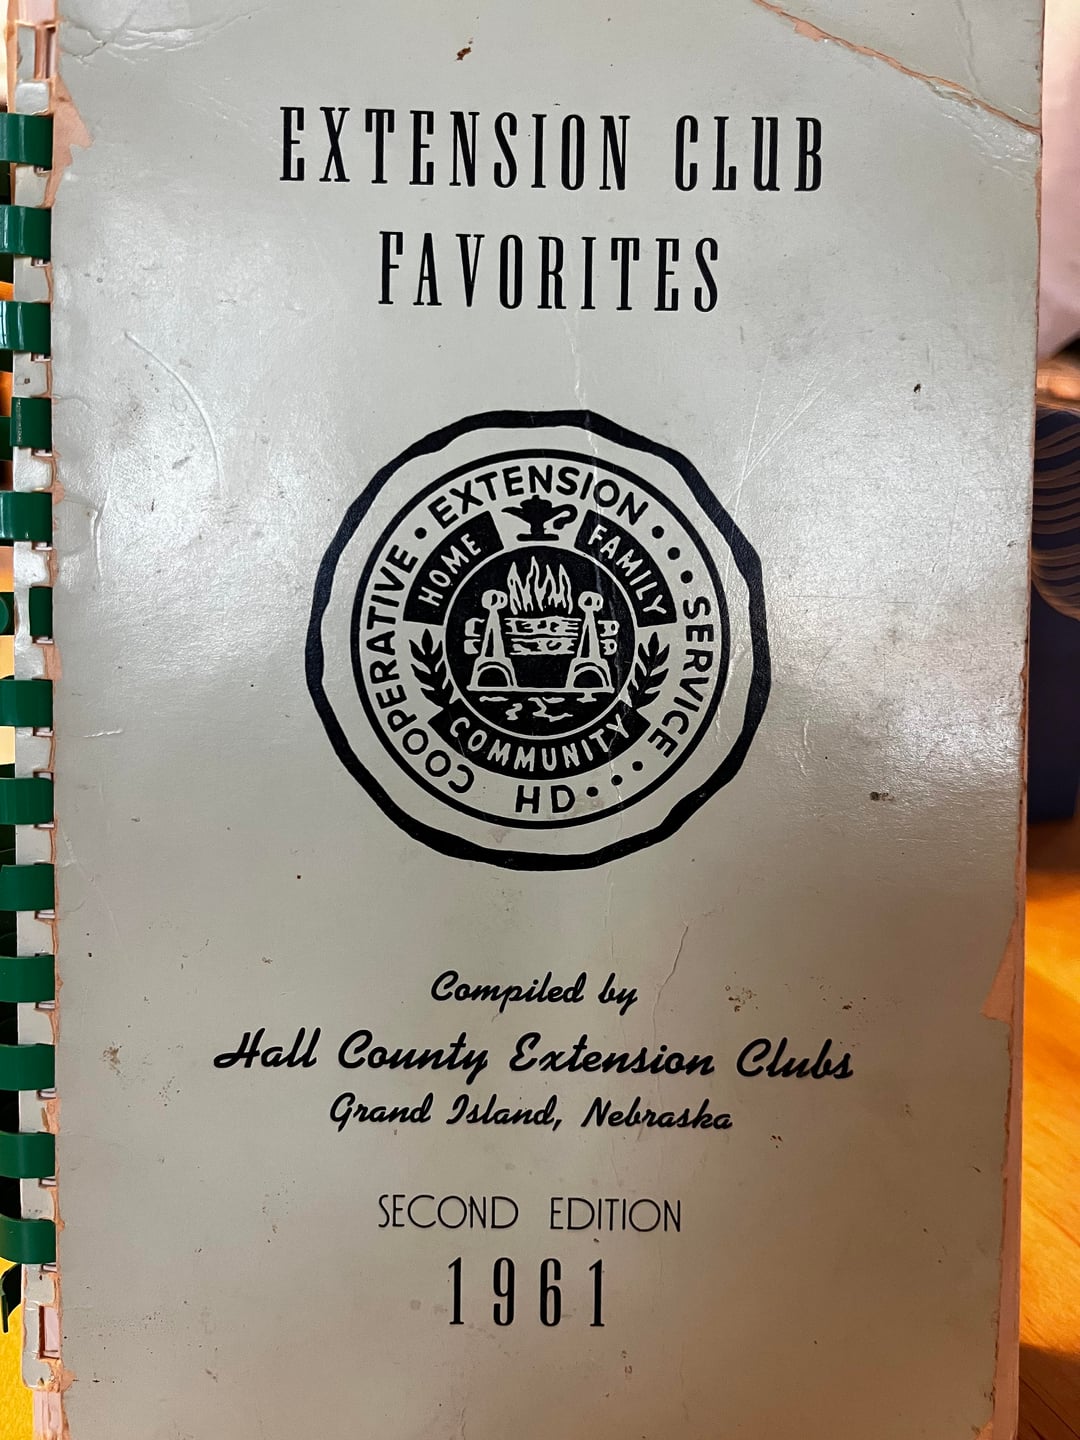 EXTENSION CLUB
FAVORITES
COOPERATIVE • EXTENSION • • • SERVICE • • •
HD
HOME
FAMILY
COMMUNITY
Compiled by
Hall County Extension Clubs
Grand Island, Nebraska
SECOND EDITION
1961